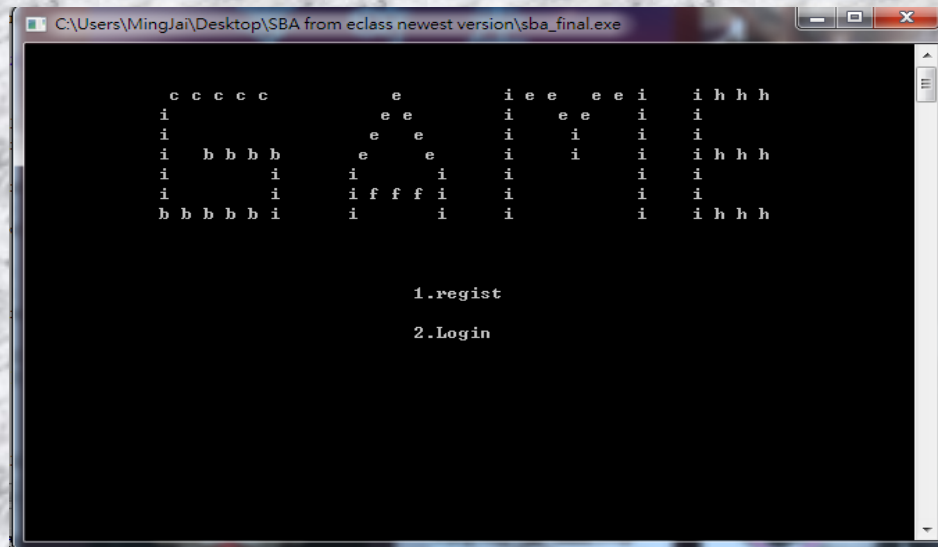 C:\Users\MingJai\Desktop\SBA from eclass newest version\sba_final.exe
c c c c c e i e e e e i i h h h
i e e i e e i i
i e e i i i i
i b b b b e e i i i i h h h
i i i i i i i
i i i f f f i i i i
b b b b b i i i i i i h h h
1.regist
2.Login